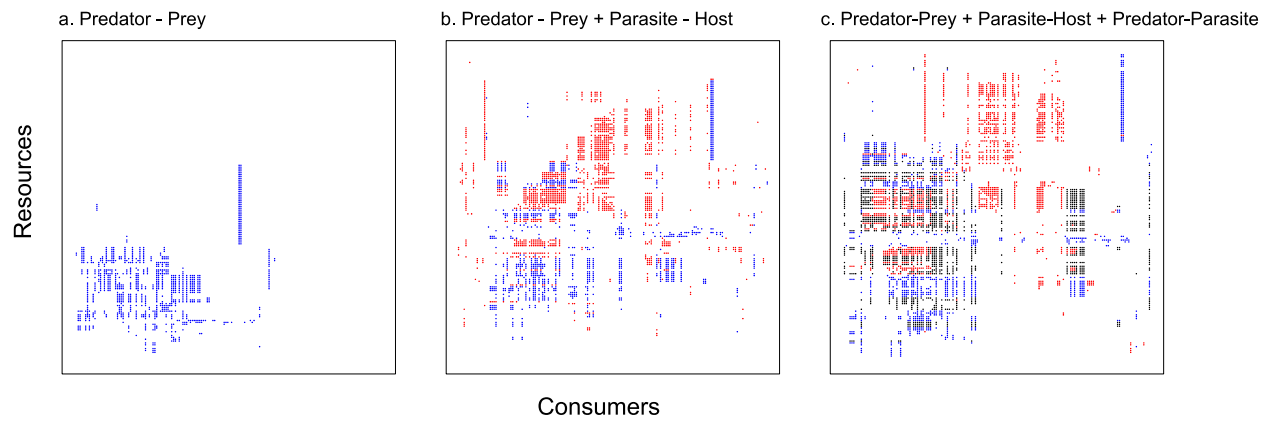 a. Predator - Prey
b. Predator - Prey + Parasite - Host
c. Predator-Prey + Parasite-Host + Predator-Parasite
Resources
Consumers